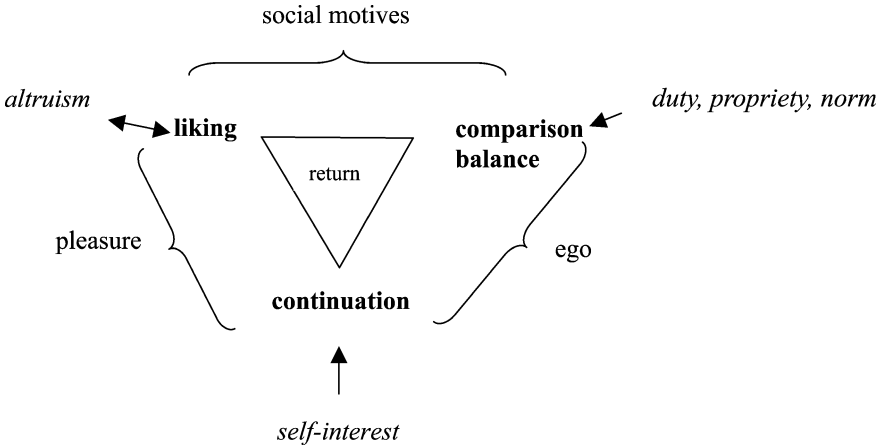 social motives
altruism
duty, propriety, norm
liking
comparison
balance
return
pleasure
ego
continuation
self-interest